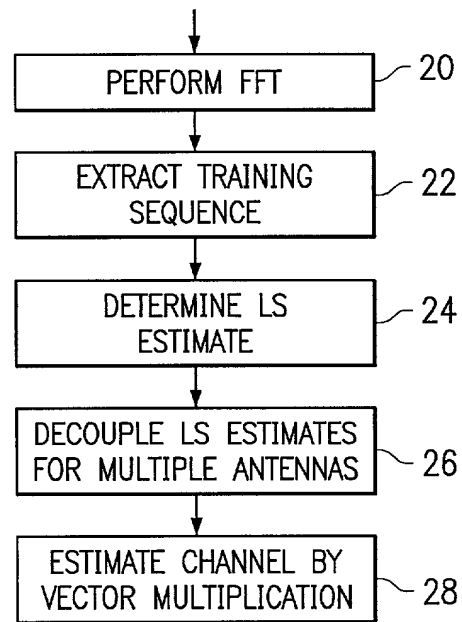 PERFORM FFT
20
EXTRACT TRAINING
SEQUENCE
22
DETERMINE LS
ESTIMATE
24
DECOUPLE LS ESTIMATES
FOR MULTIPLE ANTENNAS
26
ESTIMATE CHANNEL BY
VECTOR MULTIPLICATION
28